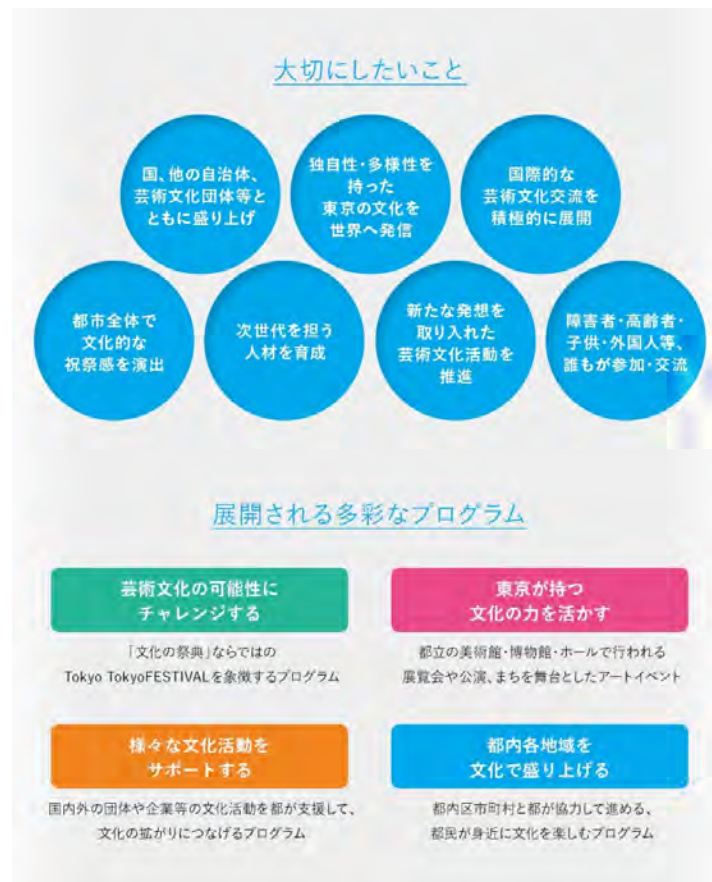 大切にしたいこと
国、他の自治体、
芸術文化団体等と
ともに盛り上げ
独自性・多様性を
持った
東京の文化を
世界へ発信
国際的な
芸術文化交流を
積極的に展開
都市全体で
文化的な
祝祭感を演出
次世代を担う
人材を育成
新たな発想を
取り入れた
芸術文化活動を
推進
障害者・高齢者・
子供・外国人等、
誰もが参加・交流
展開される多彩なプログラム
芸術文化の可能性に
チャレンジする
「文化の祭典」ならではの
Tokyo TokyoFESTIVALを象徴するプログラム
東京が持つ
文化の力を活かす
都立の美術館・博物館・ホールで行われる
展覧会や公演、まちを舞台としたアートイベント
様々な文化活動を
サポートする
国内外の団体や企業等の文化活動を都が支援して、
文化の拡がりにつなげるプログラム
都内各地域を
文化で盛り上げる
都内区市町村と都が協力して進める、
都民が身近に文化を楽しむプログラム